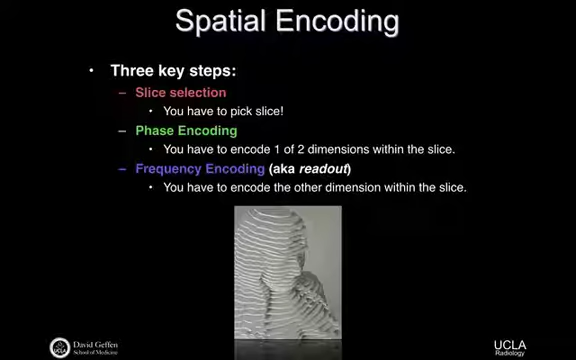 Spatial Encoding
• Three key steps:
– Slice selection
• You have to pick slice!
– Phase Encoding
• You have to encode 1 of 2 dimensions within the slice.
– Frequency Encoding (aka readout)
• You have to encode the other dimension within the slice.
UCLA
David Geffen
School of Medicine
UCLA
Radiology